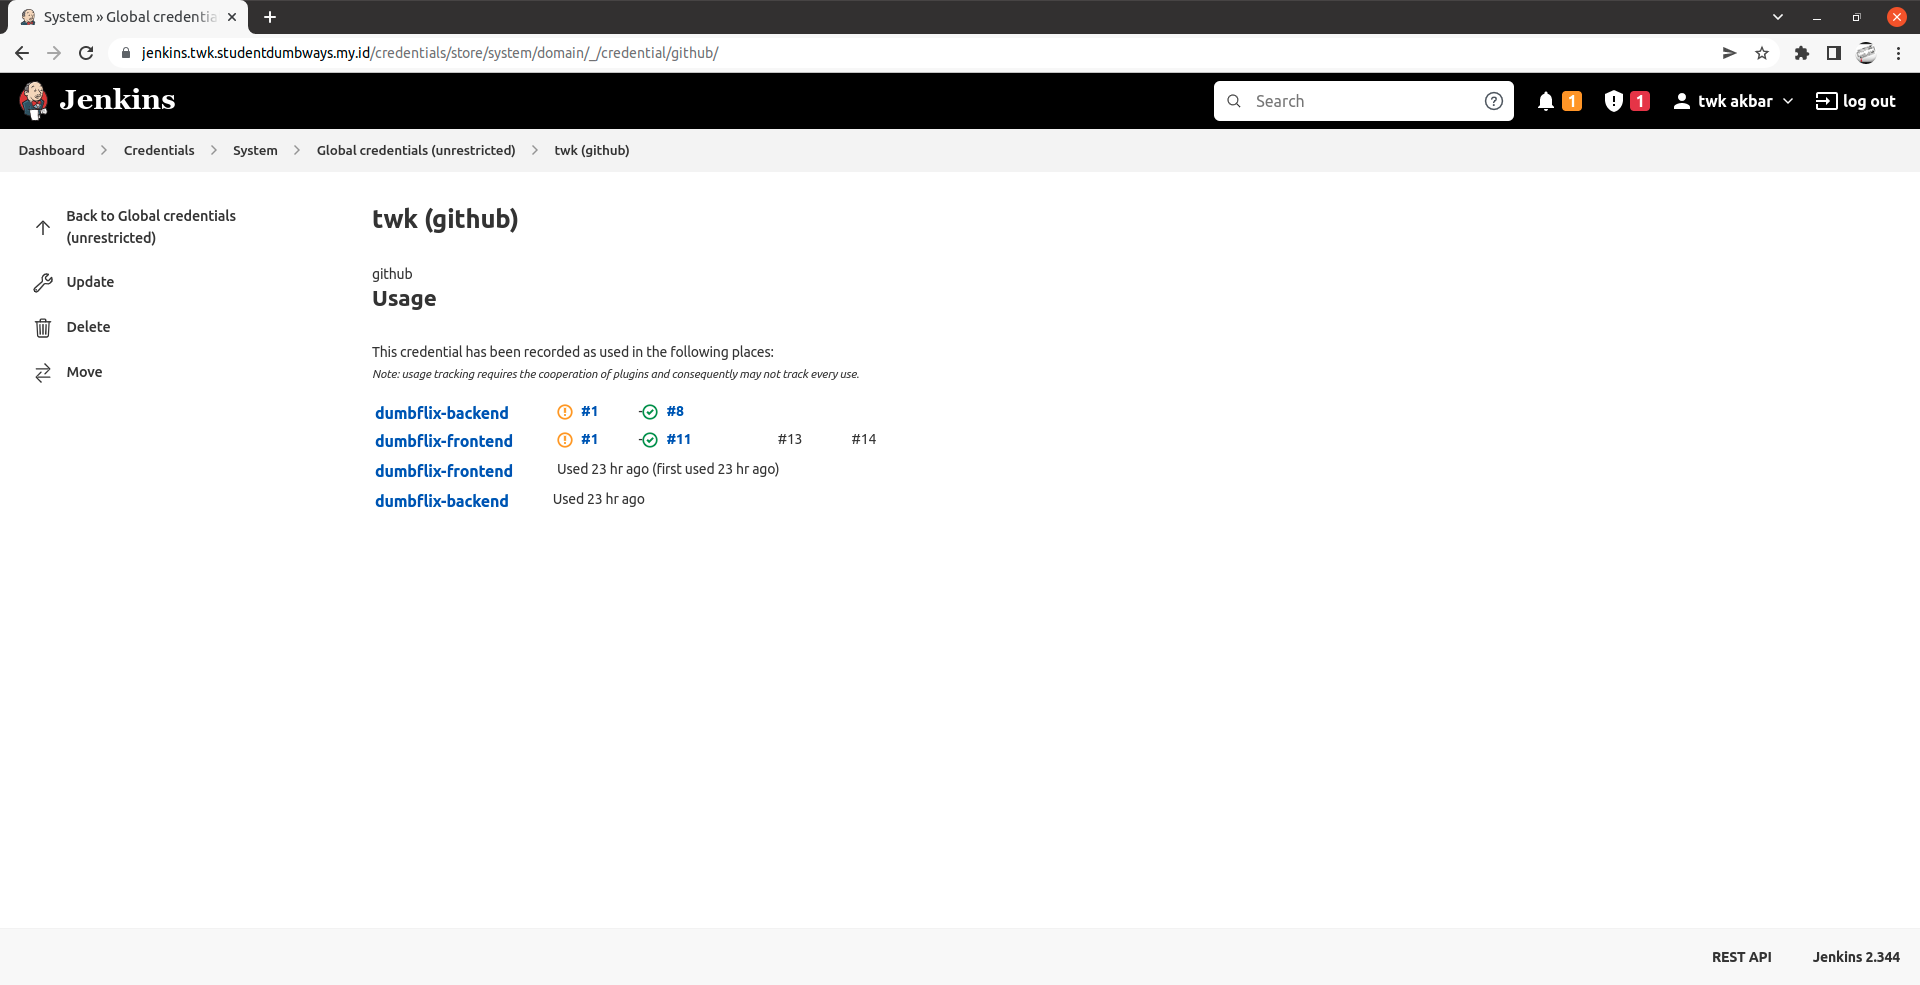 System » Global credentia
jenkins.twk.studentdumbways.my.id/credentials/store/system/domain/_/credential/github/
Jenkins
Search
1
1
twk akbar
log out
Dashboard
Credentials
System
Global credentials (unrestricted)
twk (github)
Back to Global credentials
(unrestricted)
Update
Delete
Move
twk (github)
github
Usage
This credential has been recorded as used in the following places:
Note: usage tracking requires the cooperation of plugins and consequently may not track every use.
dumbflix-backend #1 - #8
dumbflix-frontend #1 - #11 #13 #14
dumbflix-frontend Used 23 hr ago (first used 23 hr ago)
dumbflix-backend Used 23 hr ago
REST API
Jenkins 2.344